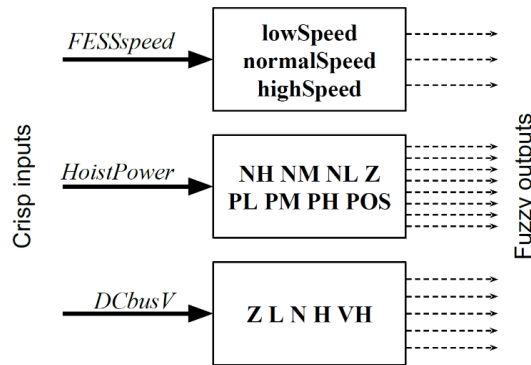 Crisp inputs
FESSspeed
lowSpeed
normalSpeed
highSpeed
HoistPower
NH NM NL Z
PL PM PH POS
DCbusV
Z L N H VH
Fuzzy outputs